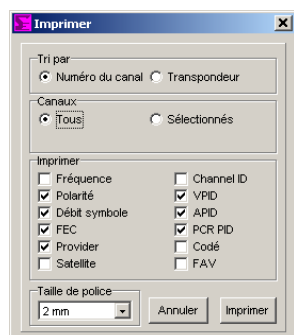 Imprimer
Tri par
Numéro du canal Transpondeur
Canaux
Tous Sélectionnés
Imprimer
Fréquence Channel ID
Polarité VPID
Débit symbole APID
FEC PCR PID
Provider Codé
Satellite FAV
Taille de police
2 mm Annuler Imprimer